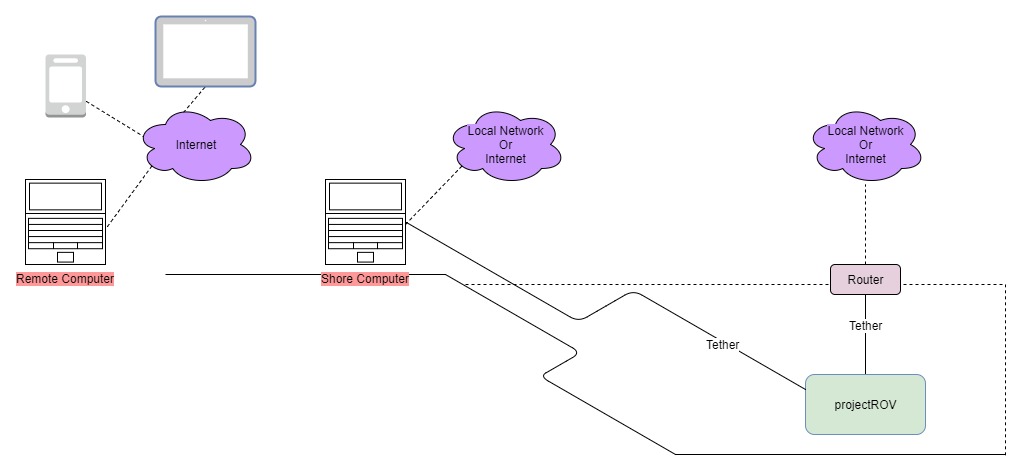 Internet
Local Network
Or
Internet
Local Network
Or
Internet
Remote Computer
Shore Computer
Router
Tether
Tether
projectROV